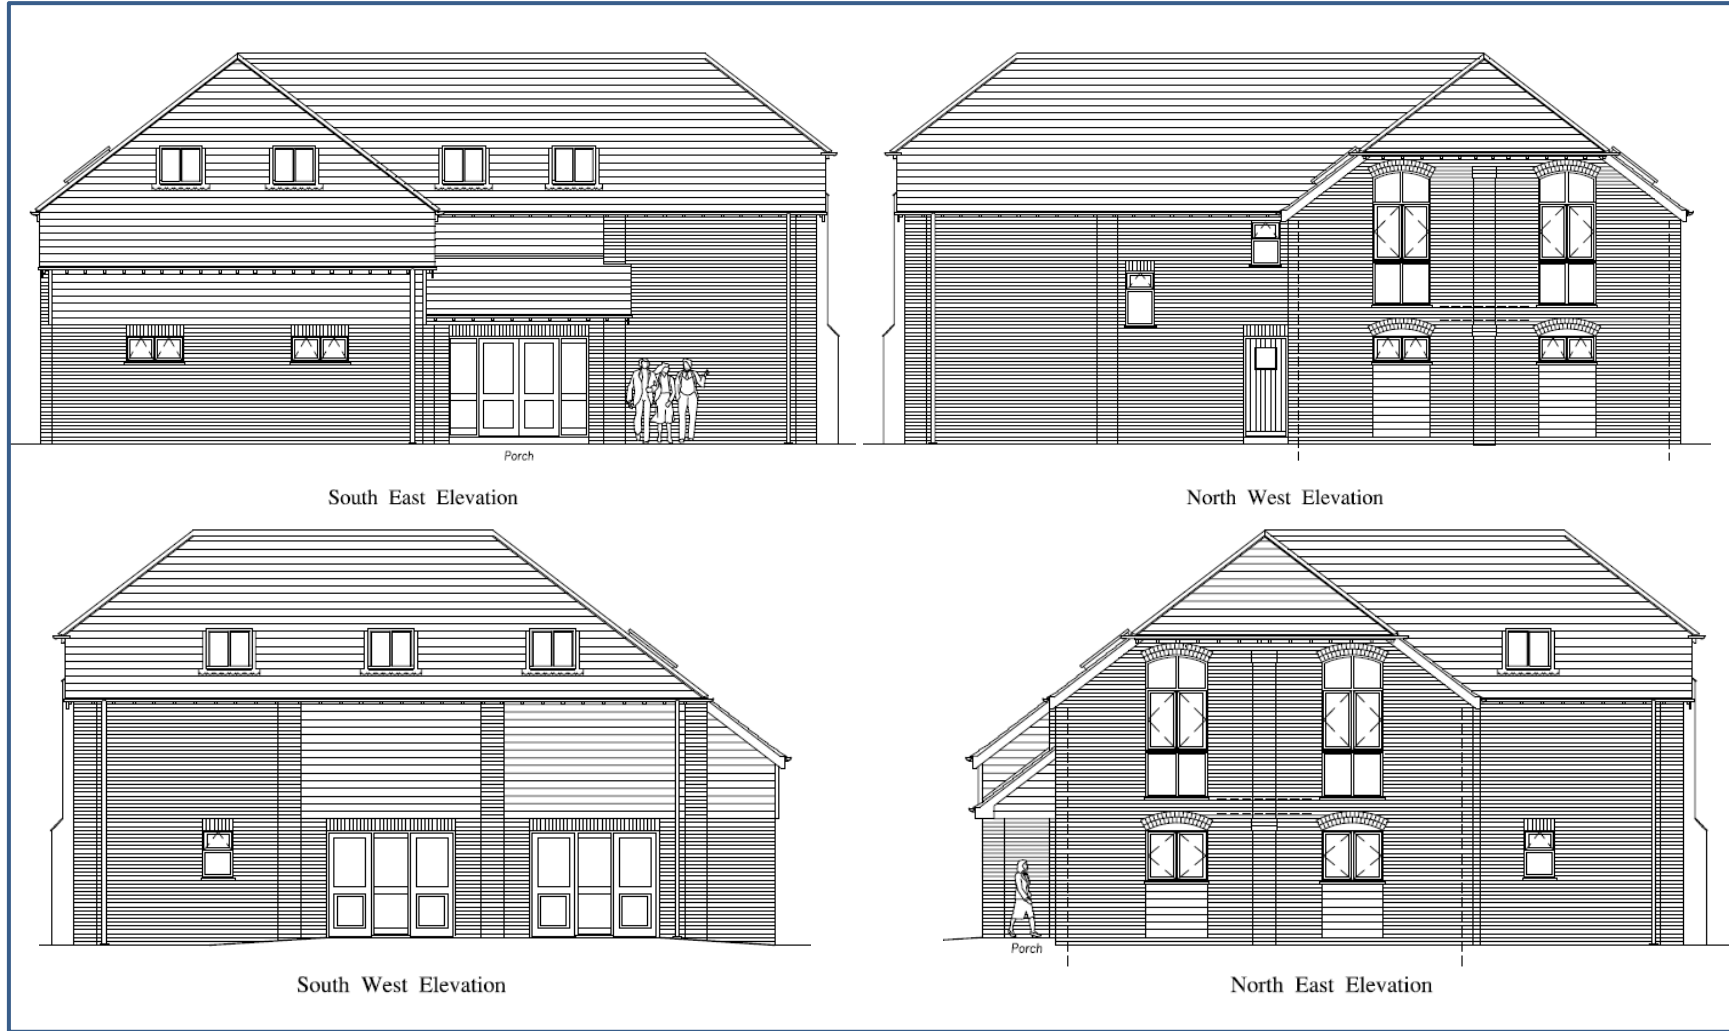 Porch
South East Elevation
North West Elevation
Porch
South West Elevation
North East Elevation